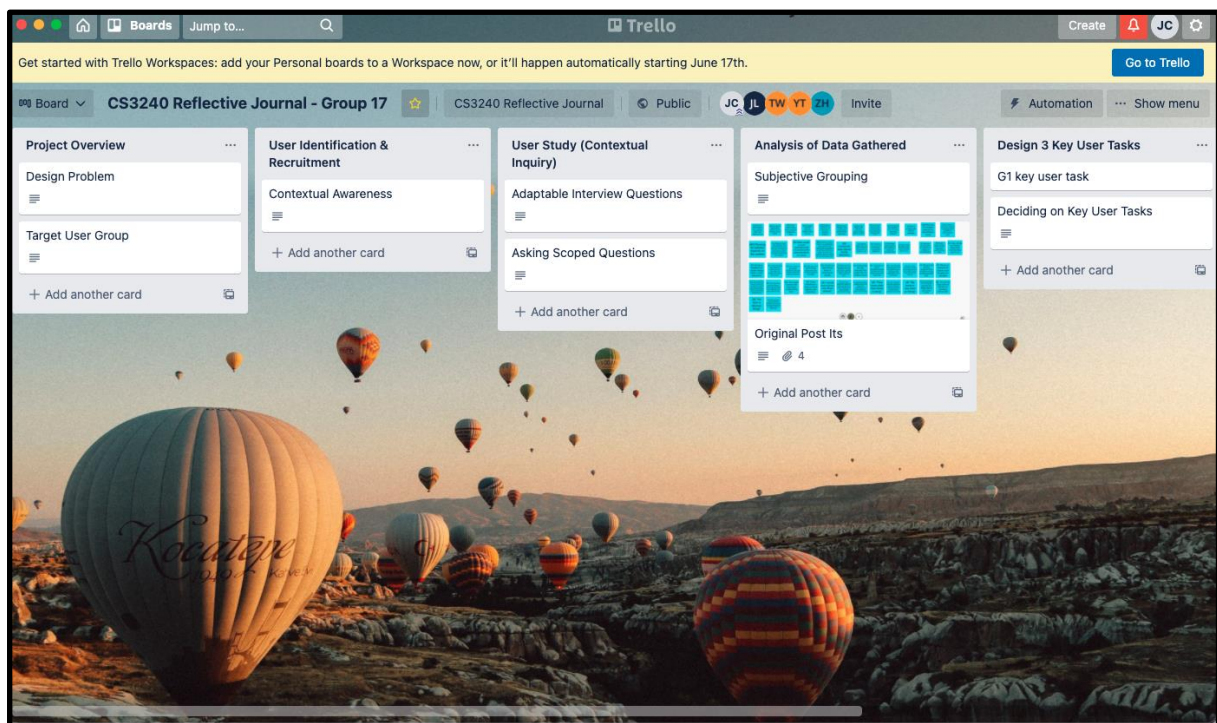 Boards
Jump to...
Trello
Create
JC
Get started with Trello Workspaces: add your Personal boards to a Workspace now, or it'll happen automatically starting June 17th.
Go to Trello
Board
CS3240 Reflective Journal - Group 17
CS3240 Reflective Journal
Public
JC
JL
TW
YT
ZH
Invite
Automation
··· Show menu
Project Overview
Design Problem
Target User Group
+ Add another card
User Identification &
Recruitment
Contextual Awareness
+ Add another card
User Study (Contextual
Inquiry)
Adaptable Interview Questions
Asking Scoped Questions
+ Add another card
Analysis of Data Gathered
Subjective Grouping
Original Post Its
4
+ Add another card
Design 3 Key User Tasks
G1 key user task
Deciding on Key User Tasks
+ Add another card
Kocatepe
1919